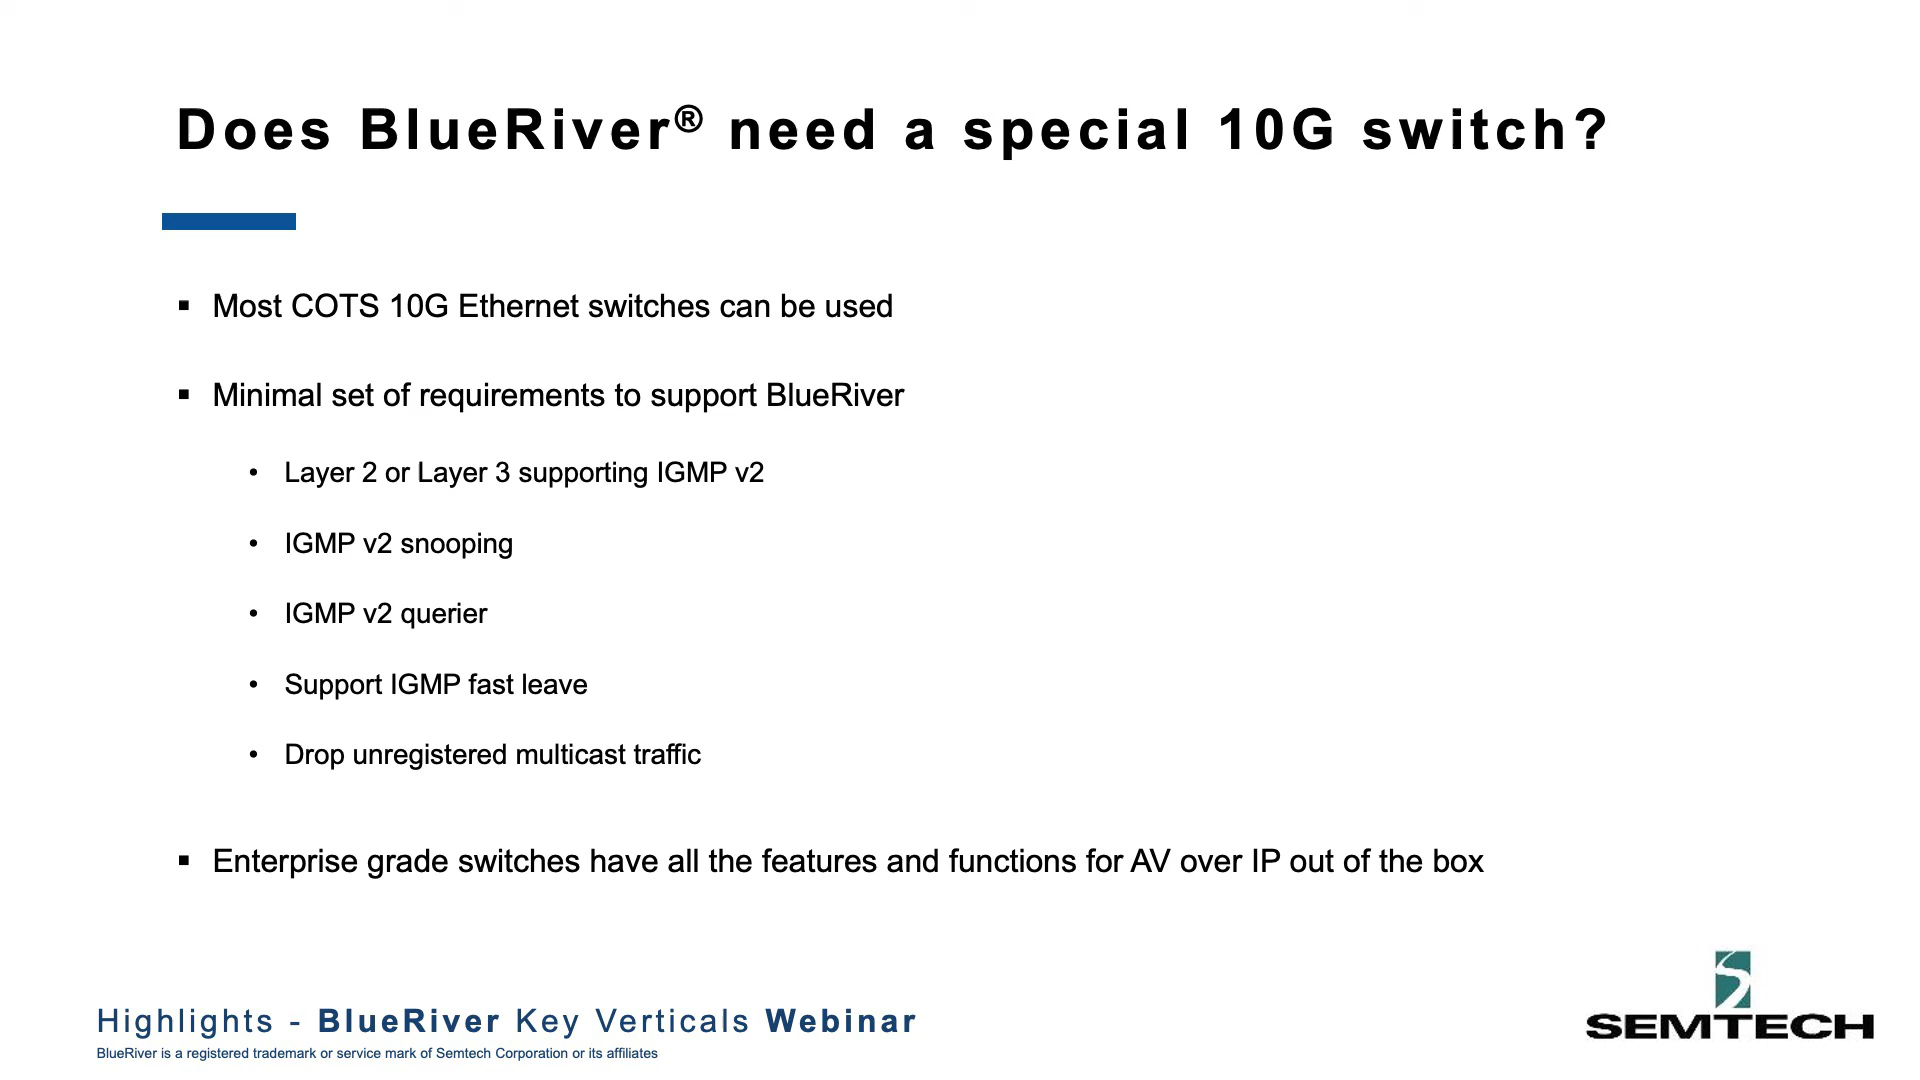 Does BlueRiver® need a special 10G switch?
▪ Most COTS 10G Ethernet switches can be used
▪ Minimal set of requirements to support BlueRiver
• Layer 2 or Layer 3 supporting IGMP v2
• IGMP v2 snooping
• IGMP v2 querier
• Support IGMP fast leave
• Drop unregistered multicast traffic
▪ Enterprise grade switches have all the features and functions for AV over IP out of the box
Highlights - BlueRiver Key Verticals Webinar
BlueRiver is a registered trademark or service mark of Semtech Corporation or its affiliates
SEMTECH